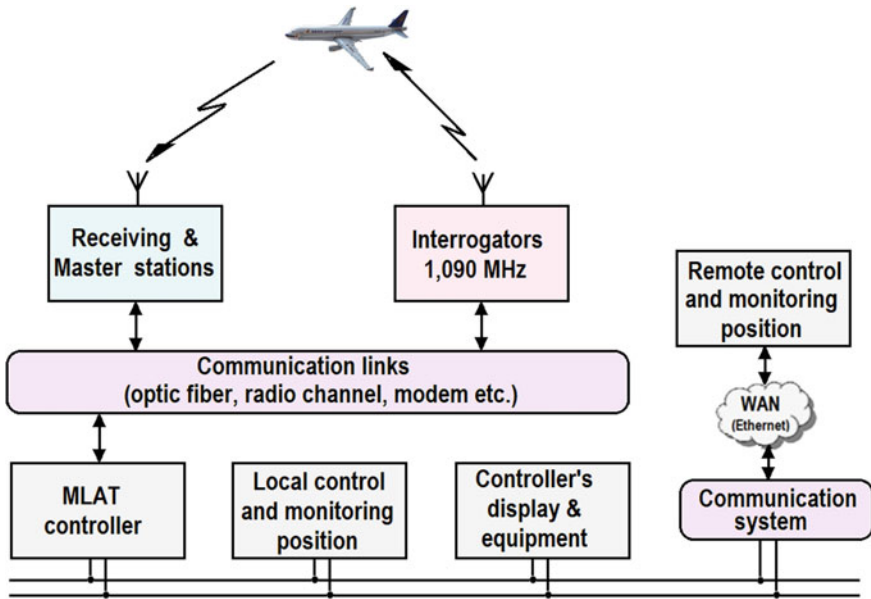 Receiving &
Master stations
Interrogators
1,090 MHz
Remote control
and monitoring
position
Communication links
(optic fiber, radio channel, modem etc.)
WAN
(Ethernet)
MLAT
controller
Local control
and monitoring
position
Controller's
display &
equipment
Communication
system